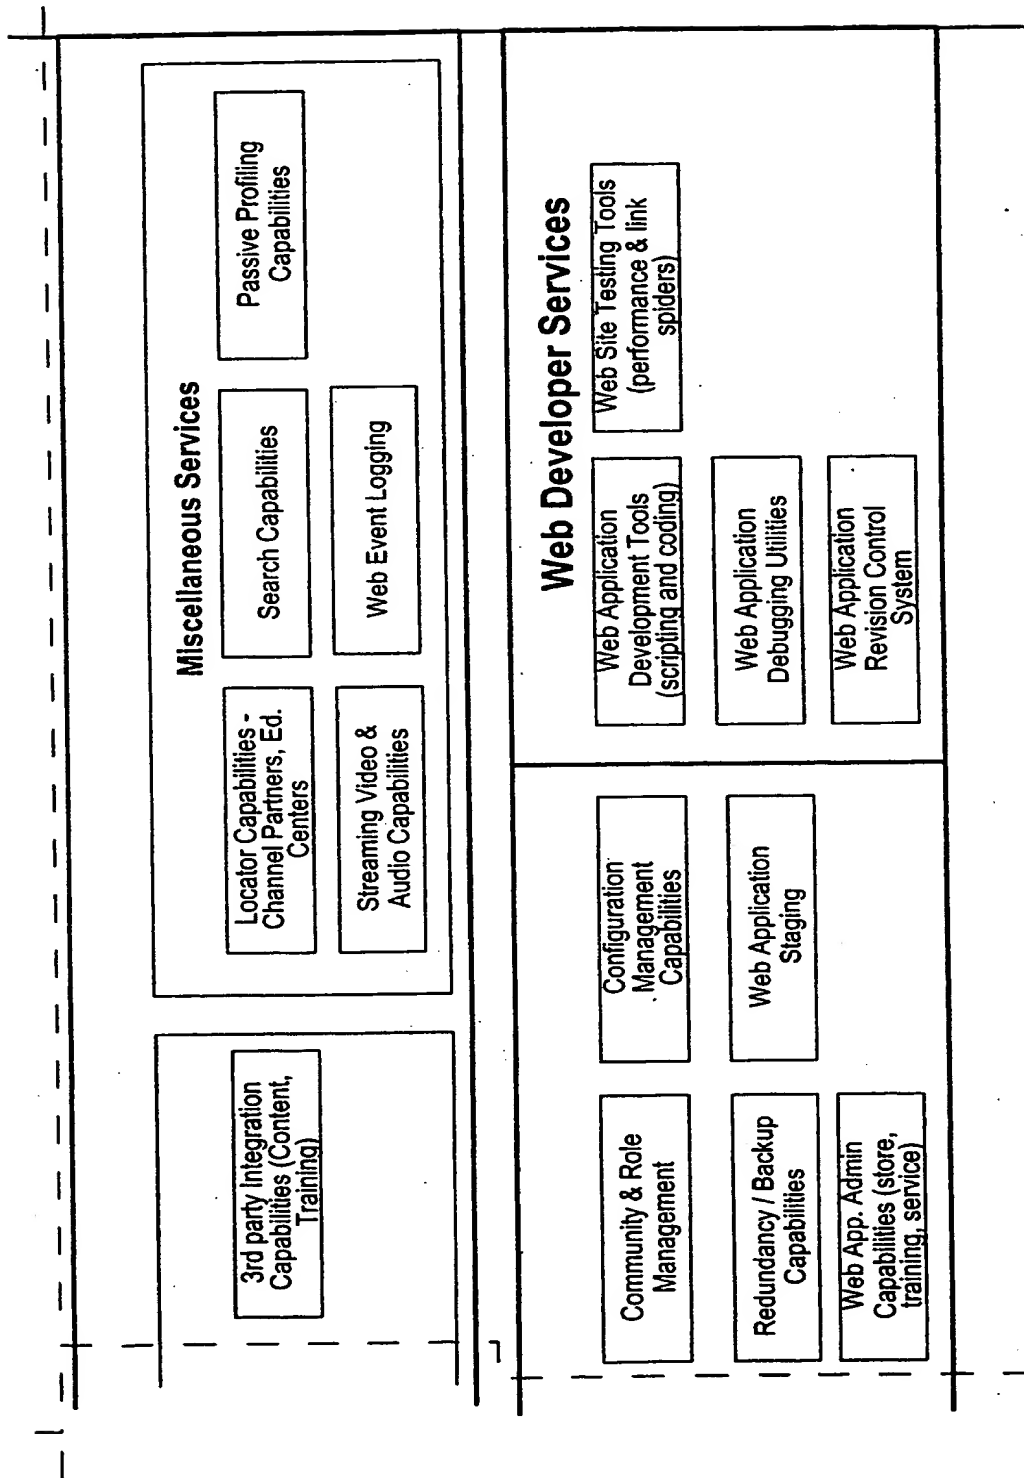 3rd party Integration
Capabilities (Content,
Training)
Miscellaneous Services
Locator Capabilities -
Channel Partners, Ed.
Centers
Search Capabilities
Passive Profiling
Capabilities
Streaming Video &
Audio Capabilities
Web Event Logging
Community & Role
Management
Configuration
Management
Capabilities
Redundancy / Backup
Capabilities
Web Application
Staging
Web App. Admin
Capabilities (store,
training, service)
Web Developer Services
Web Application
Development Tools
(scripting and coding)
Web Site Testing Tools
(performance & link
spiders)
Web Application
Debugging Utilities
Web Application
Revision Control
System